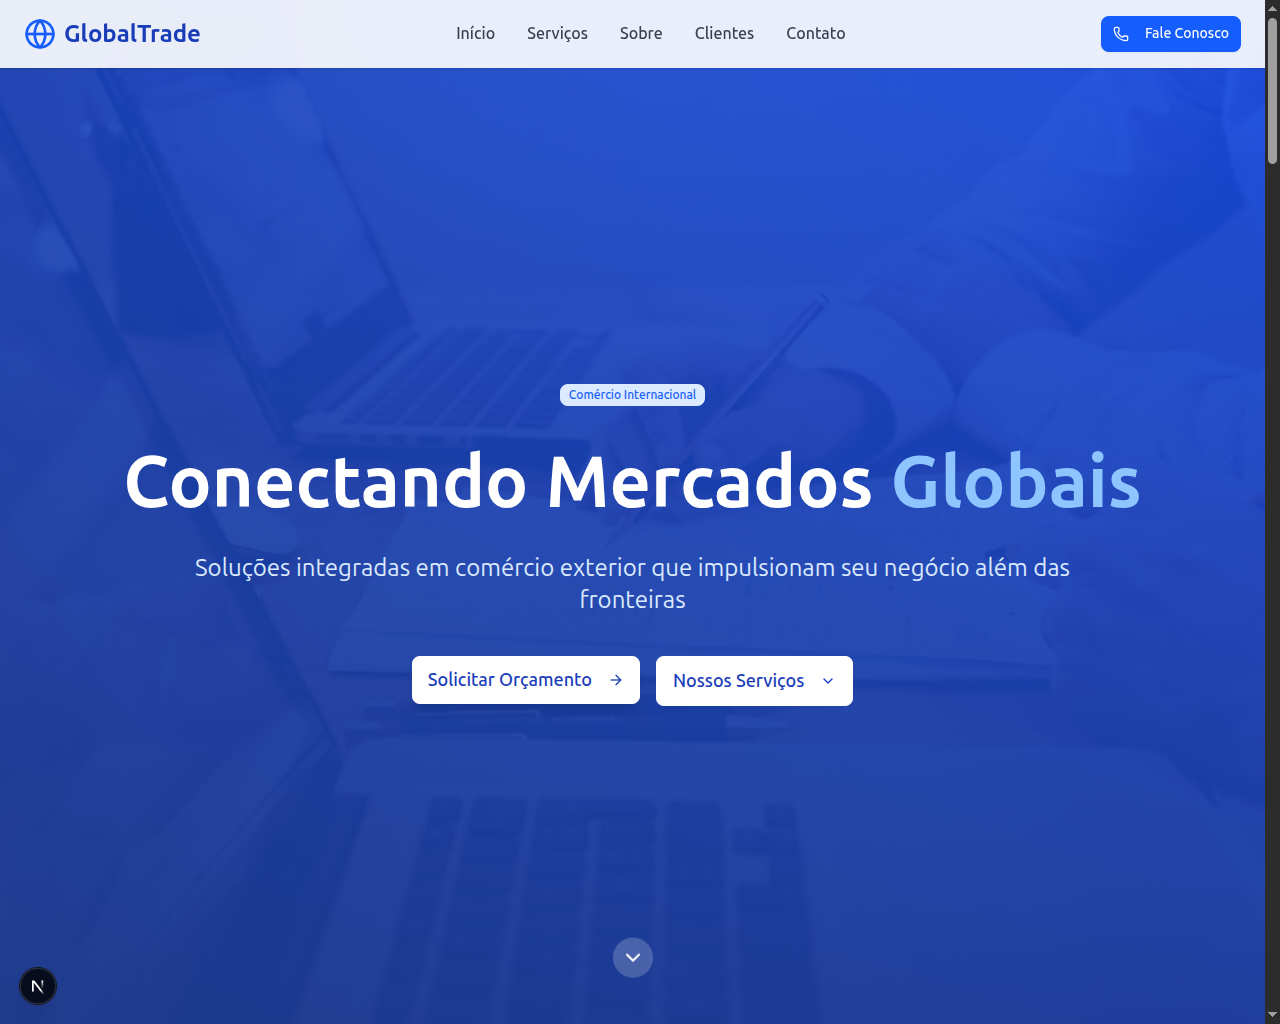 GlobalTrade
Início
Serviços
Sobre
Clientes
Contato
Fale Conosco
Comércio Internacional
Conectando Mercados Globais
Soluções integradas em comércio exterior que impulsionam seu negócio além das
fronteiras
Solicitar Orçamento
Nossos Serviços
N